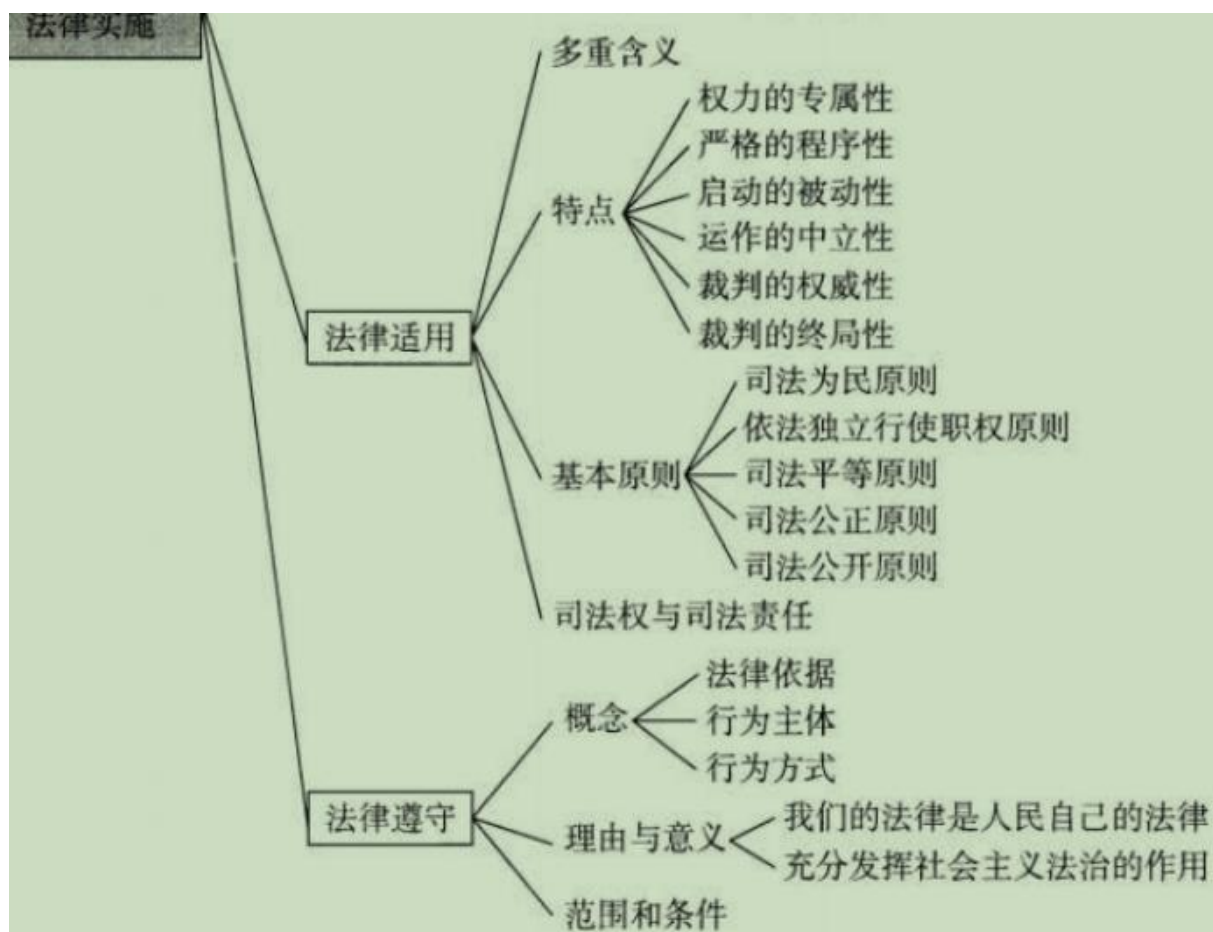 法律实施
多重含义
权力的专属性
严格的程序性
启动的被动性
特点
运作的中立性
裁判的权威性
裁判的终局性
法律适用
司法为民原则
依法独立行使职权原则
基本原则
司法平等原则
司法公正原则
司法公开原则
司法权与司法责任
法律依据
概念
行为主体
行为方式
法律遵守
我们的法律是人民自己的法律
理由与意义
充分发挥社会主义法治的作用
范围和条件